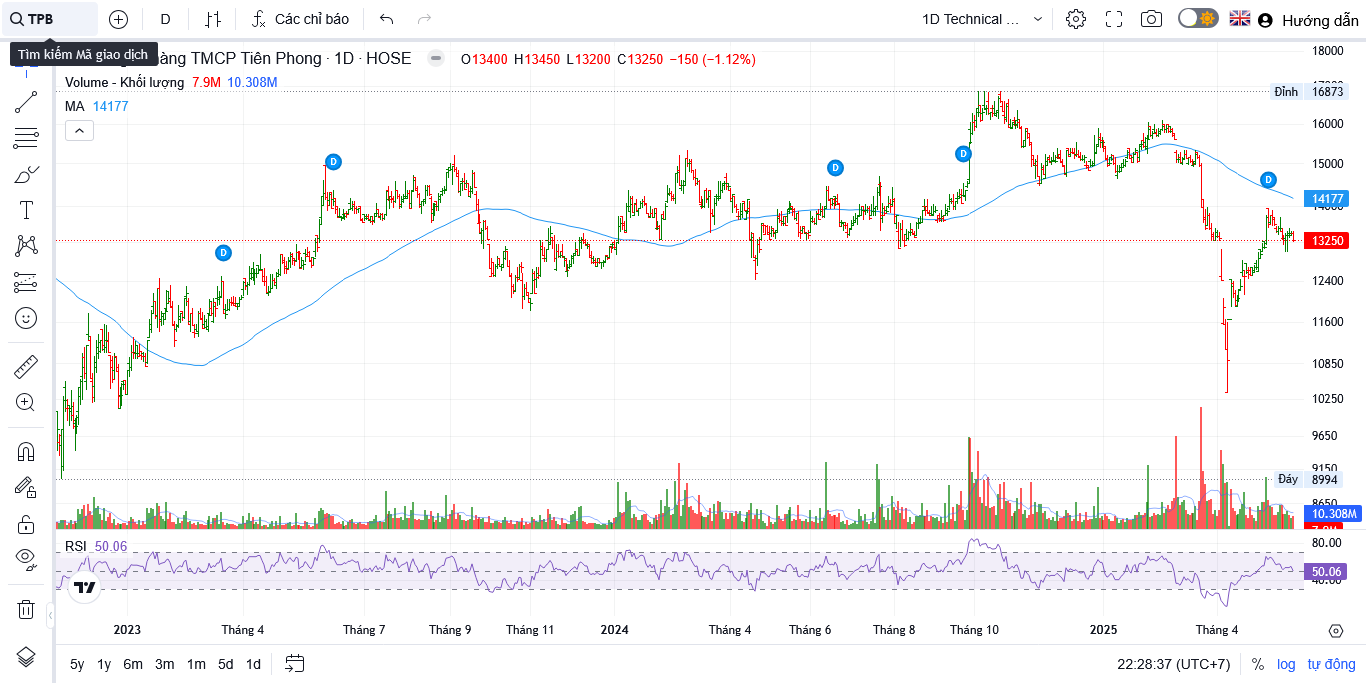 TPB
D
Các chỉ báo
1D Technical ...
Hướng dẫn
Tìm kiếm Mã giao dịch
àng TMCP Tiên Phong · 1D · HOSE
O13400 H13450 L13200 C13250 −150 (−1.12%)
Volume - Khối lượng 7.9M 10.308M
MA 14177
18000
Đỉnh 16873
16000
15000
14177
14000
13250
12400
11600
10850
10250
9650
9150
Đáy 8994
8650
10.308M
D
D
D
D
D
RSI 50.06
80.00
50.06
40.00
2023
Tháng 4
Tháng 7
Tháng 9
Tháng 11
2024
Tháng 4
Tháng 6
Tháng 8
Tháng 10
2025
Tháng 4
5y 1y 6m 3m 1m 5d 1d
22:28:37 (UTC+7)
% log tự động